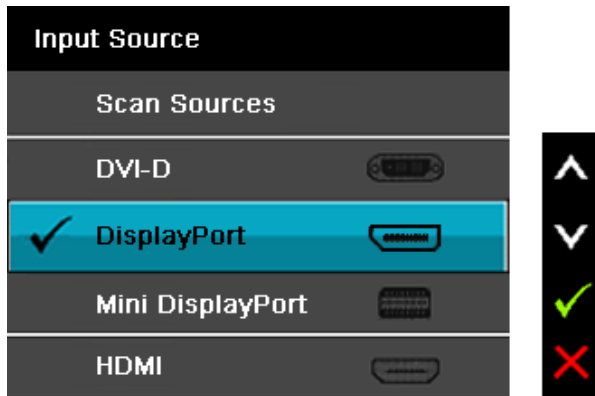 Input Source
Scan Sources
DVI-D
DisplayPort
Mini DisplayPort
HDMI